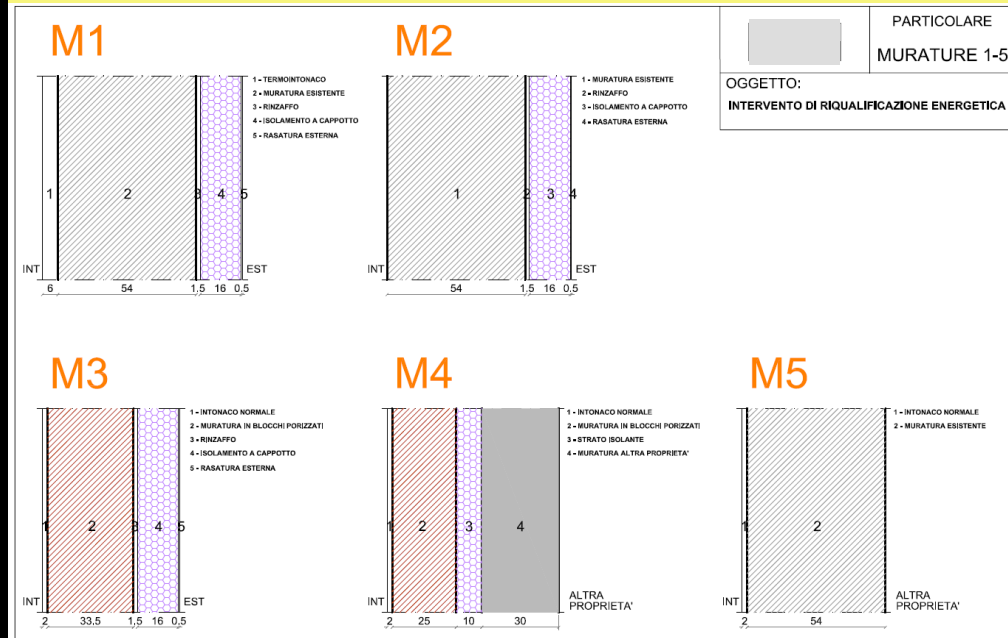 M1
1 - TERMOINTONACO
2 - MURATURA ESISTENTE
3 - RINZAFFO
4 - ISOLAMENTO A CAPPOTTO
5 - RASATURA ESTERNA
1 2 3 4 5
INT EST
6 54 1.5 16 0.5
M2
1 - MURATURA ESISTENTE
2 - RINZAFFO
3 - ISOLAMENTO A CAPPOTTO
4 - RASATURA ESTERNA
1 2 3 4
INT EST
54 1.5 16 0.5
PARTICOLARE
MURATURE 1-5
OGGETTO:
INTERVENTO DI RIQUALIFICAZIONE ENERGETICA
M3
1 - INTONACO NORMALE
2 - MURATURA IN BLOCCHI PORIZZATI
3 - RINZAFFO
4 - ISOLAMENTO A CAPPOTTO
5 - RASATURA ESTERNA
1 2 3 4 5
INT EST
2 33.5 1.5 16 0.5
M4
1 - INTONACO NORMALE
2 - MURATURA IN BLOCCHI PORIZZATI
3 - STRATO ISOLANTE
4 - MURATURA ALTRA PROPRIETA'
1 2 3 4
INT ALTRA
PROPRIETA'
2 25 10 30
M5
1 - INTONACO NORMALE
2 - MURATURA ESISTENTE
1 2
INT ALTRA
PROPRIETA'
2 54